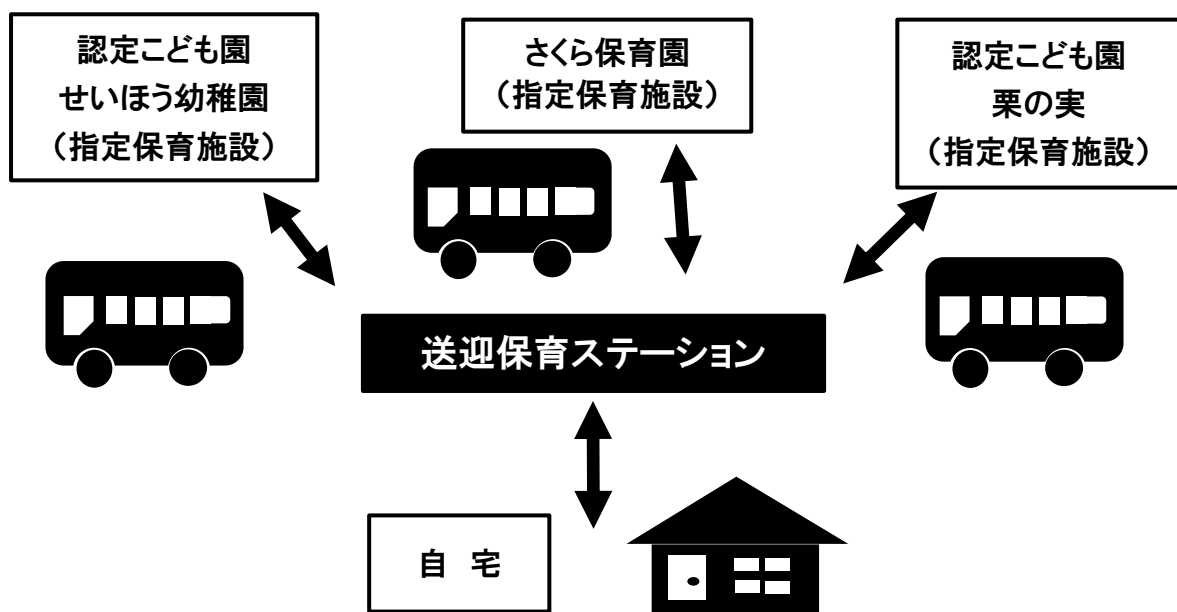 認定こども園
せいほう幼稚園
（指定保育施設）
さくら保育園
（指定保育施設）
認定こども園
栗の実
（指定保育施設）
送迎保育ステーション
自　宅